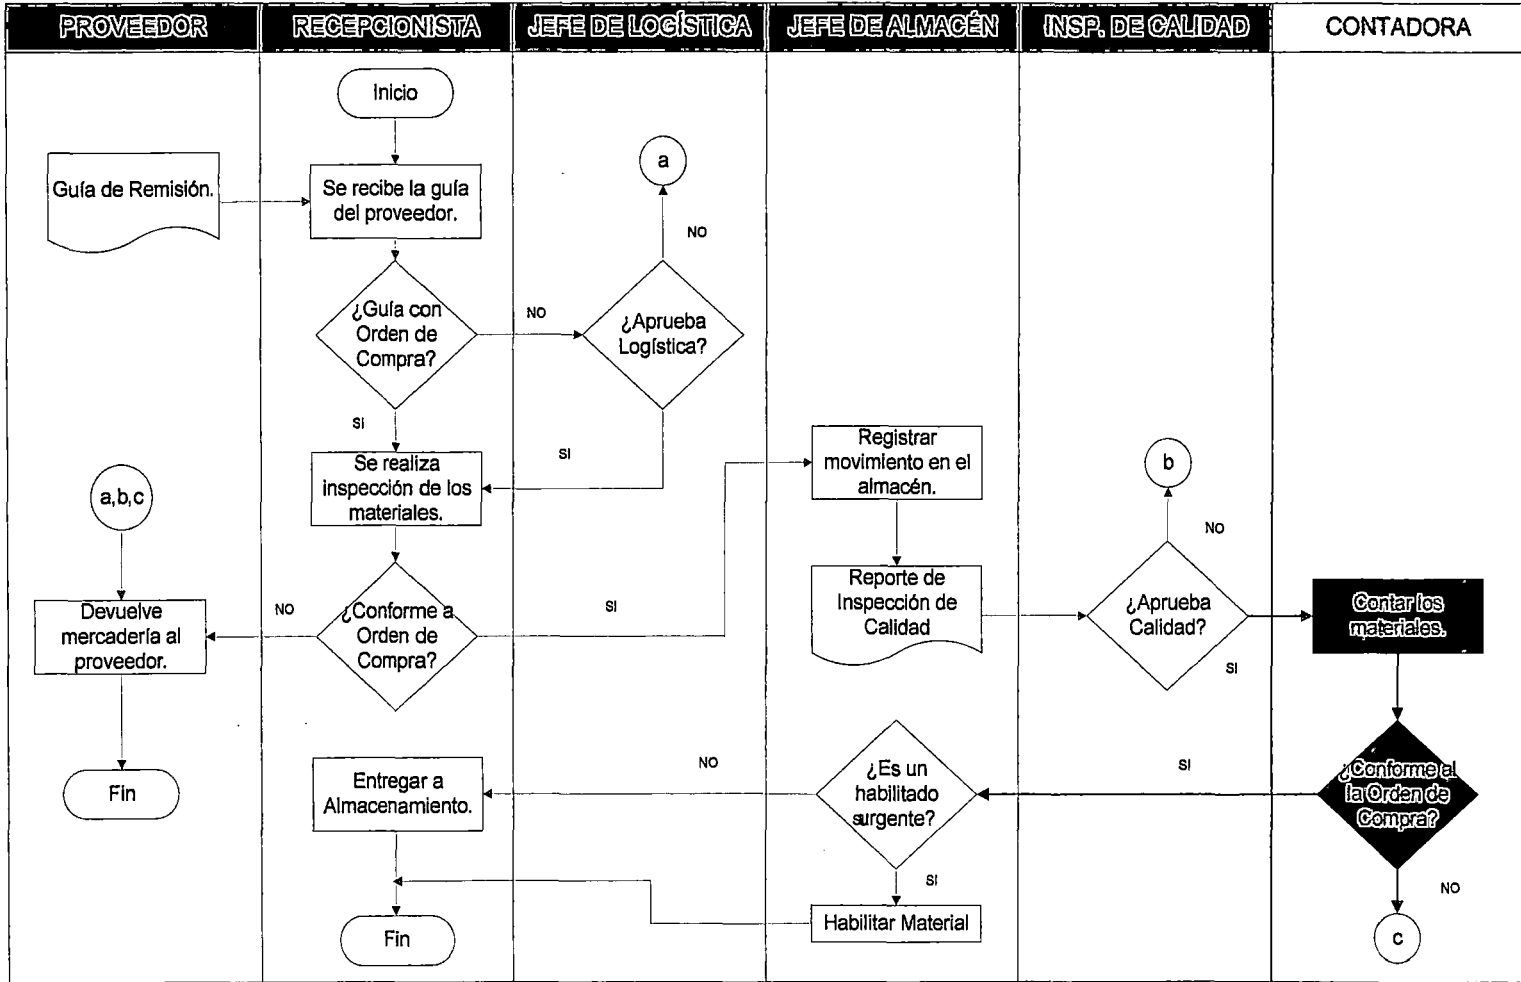 PROVEEDOR
RECEPCIONISTA
JEFE DE LOGÍSTICA
JEFE DE ALMACÉN
INSP. DE CALIDAD
CONTADORA
Inicio
a
Guía de Remisión.
Se recibe la guía
del proveedor.
NO
¿Guía con
Orden de
Compra?
NO
¿Aprueba
Logística?
SI
Se realiza
inspección de los
materiales.
SI
Registrar
movimiento en el
almacén.
b
a,b,c
NO
Devuelve
mercadería al
proveedor.
NO
¿Conforme a
Orden de
Compra?
SI
Reporte de
Inspección de
Calidad
¿Aprueba
Calidad?
SI
Contar los
materiales.
Fin
Entregar a
Almacenamiento.
NO
¿Es un
habilitado
surgente?
SI
¿Conforme al
la Orden de
Compra?
SI
NO
Habilitar Material
Fin
c